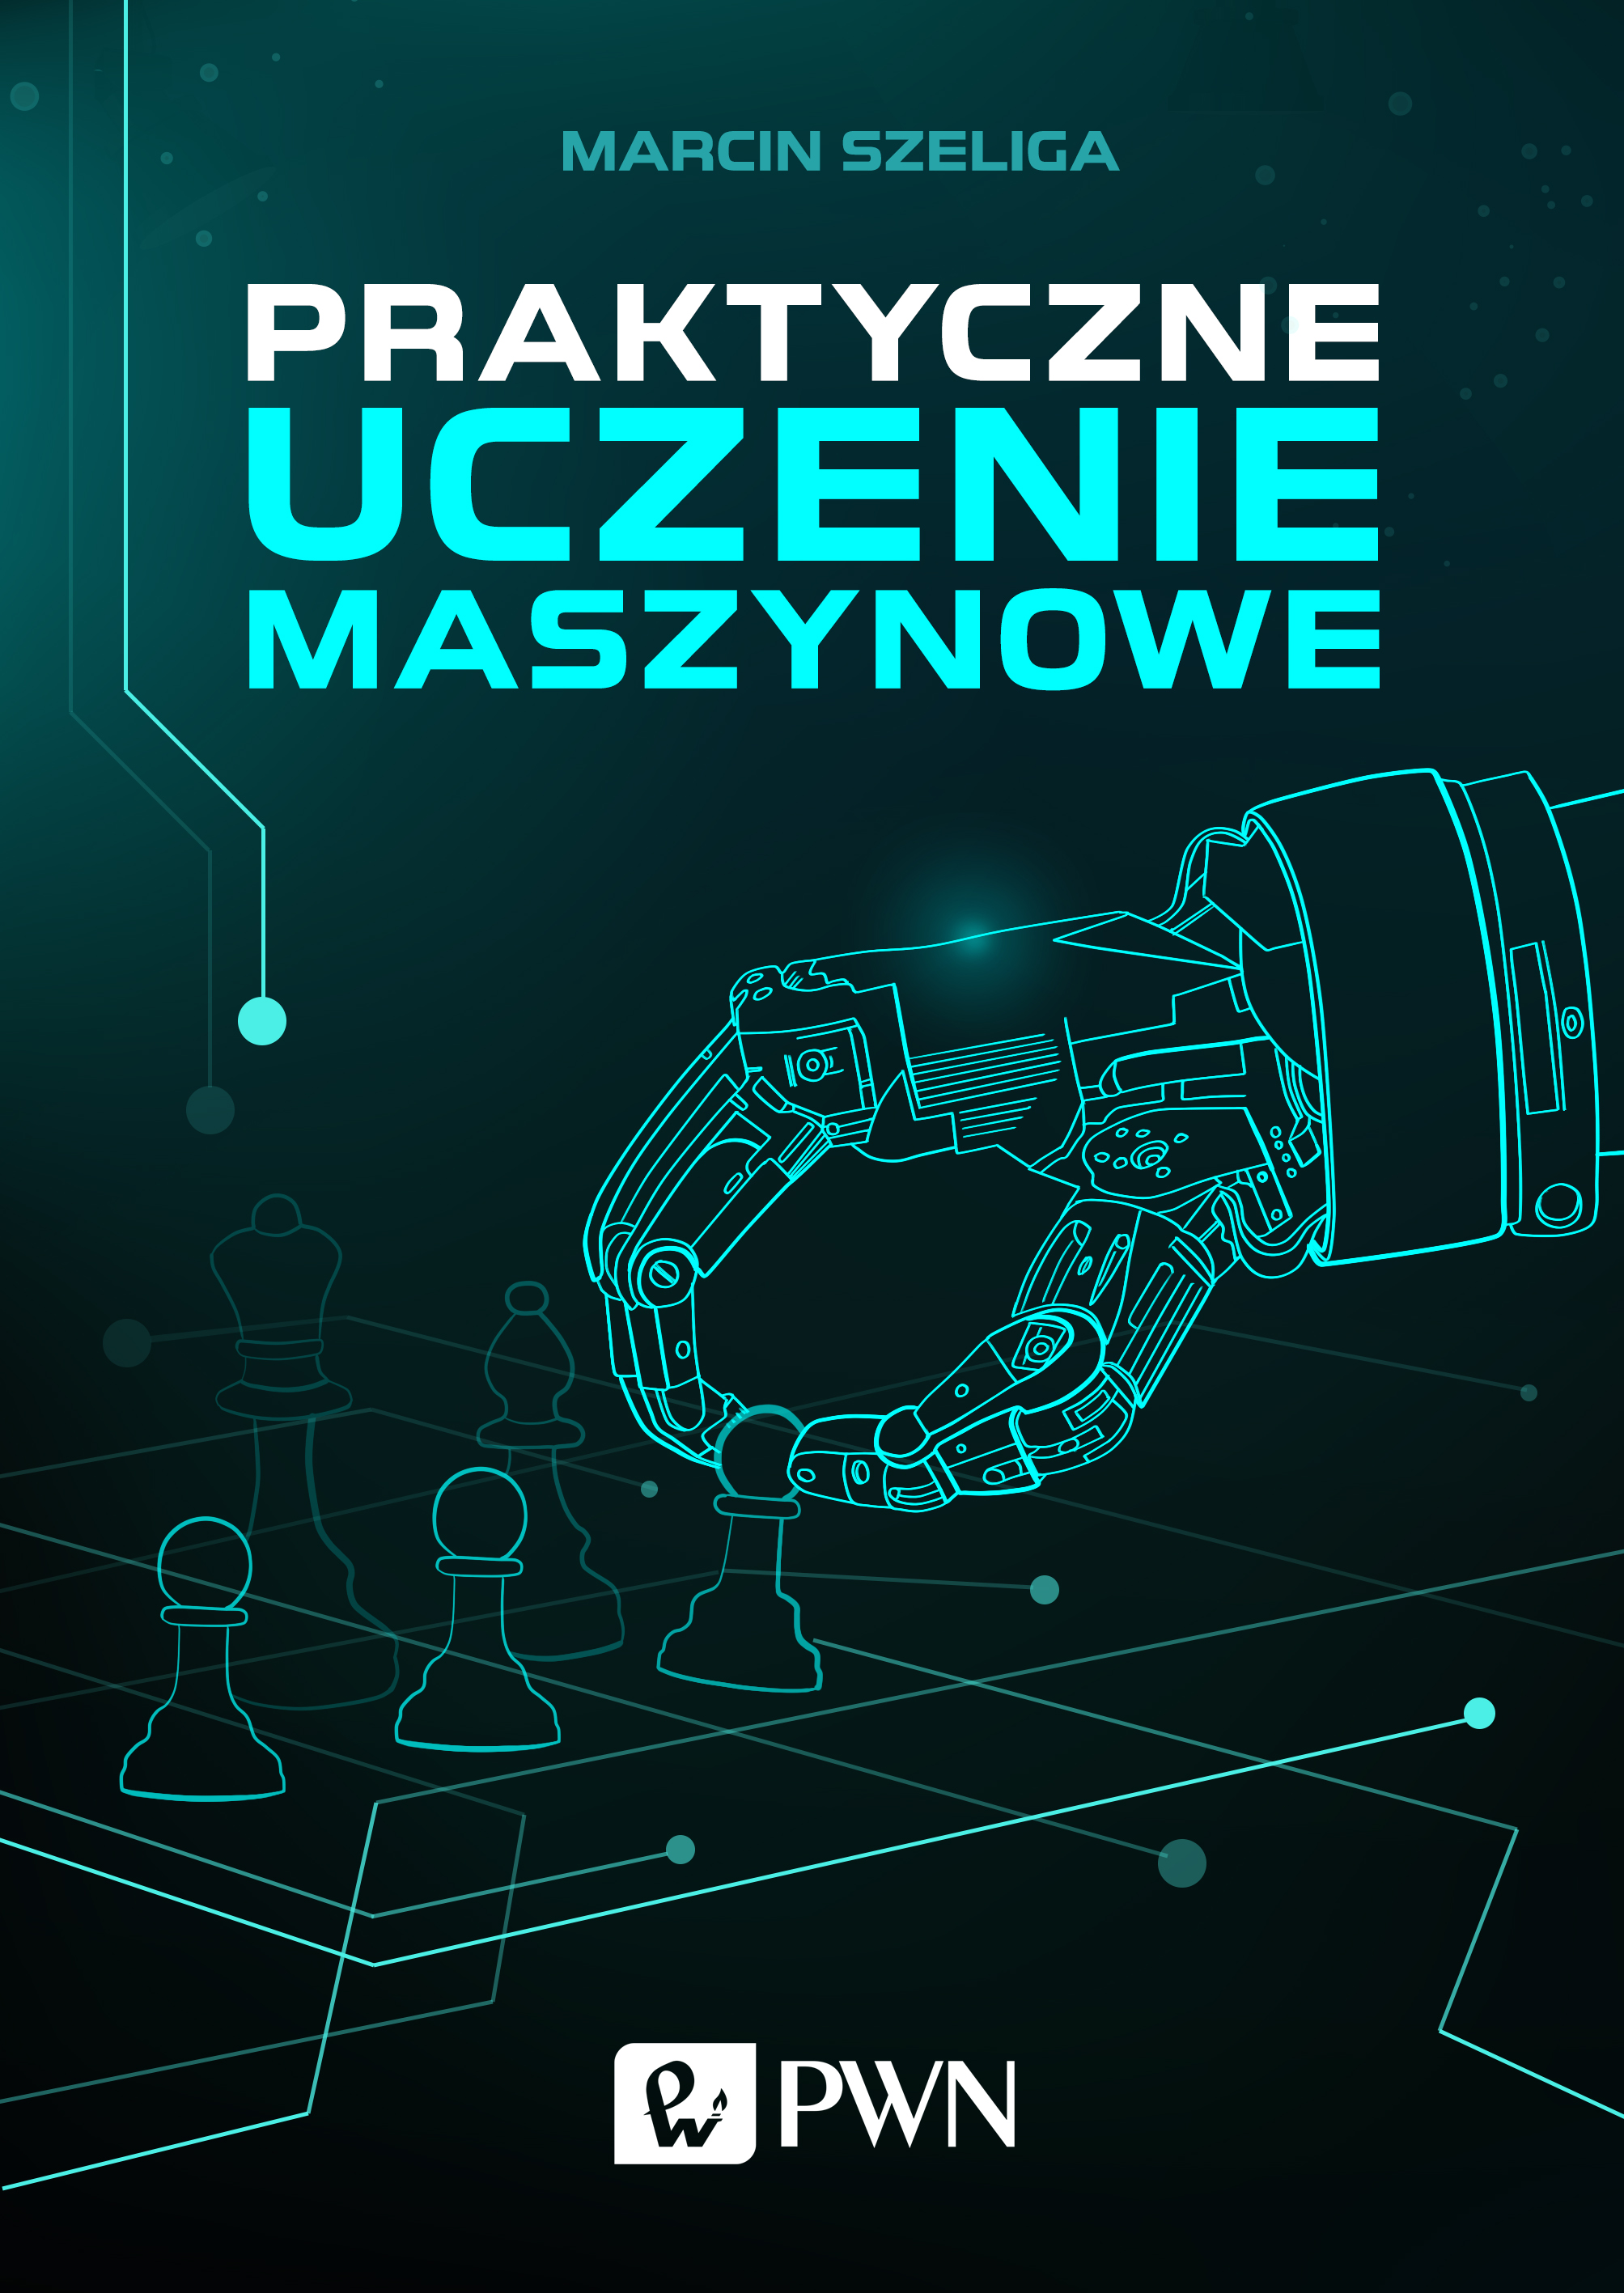 MARCIN SZELIGA
PRAKTYCZNE
UCZENIE
MASZYNOWE
PWN